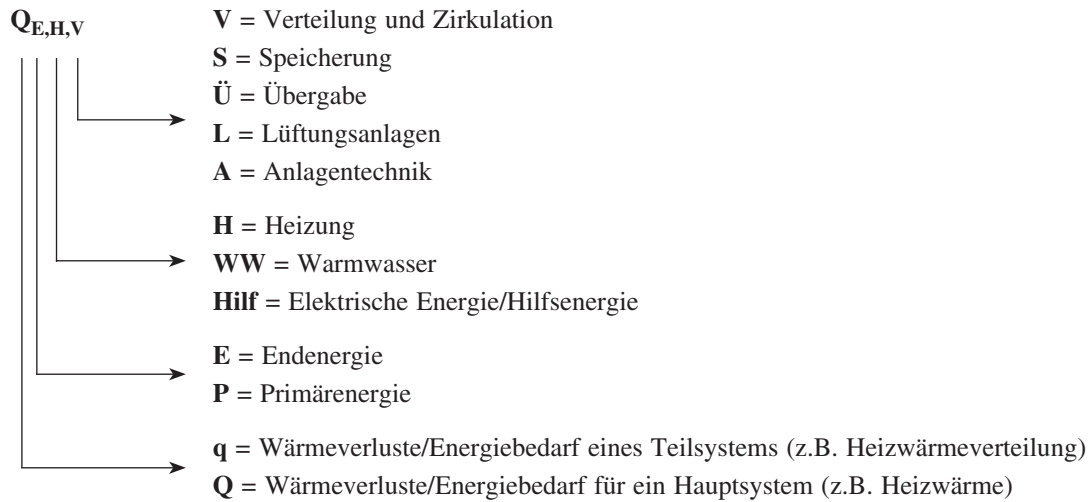 Q_E,H,V
V = Verteilung und Zirkulation
S = Speicherung
Ü = Übergabe
L = Lüftungsanlagen
A = Anlagentechnik
H = Heizung
WW = Warmwasser
Hilf = Elektrische Energie/Hilfsenergie
E = Endenergie
P = Primärenergie
q = Wärmeverluste/Energiebedarf eines Teilsystems (z.B. Heizwärmeverteilung)
Q = Wärmeverluste/Energiebedarf für ein Hauptsystem (z.B. Heizwärme)